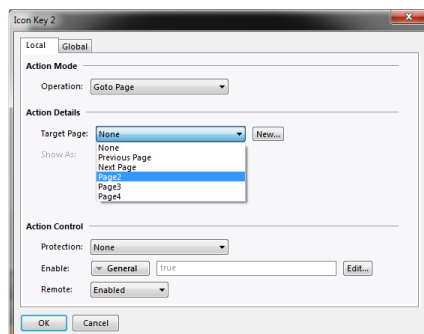 Icon Key 2
Local Global
Action Mode
Operation: Goto Page
Action Details
Target Page: None New...
Show As:
None
Previous Page
Next Page
Page2
Page3
Page4
Action Control
Protection: None
Enable: General true Edit...
Remote: Enabled
OK Cancel